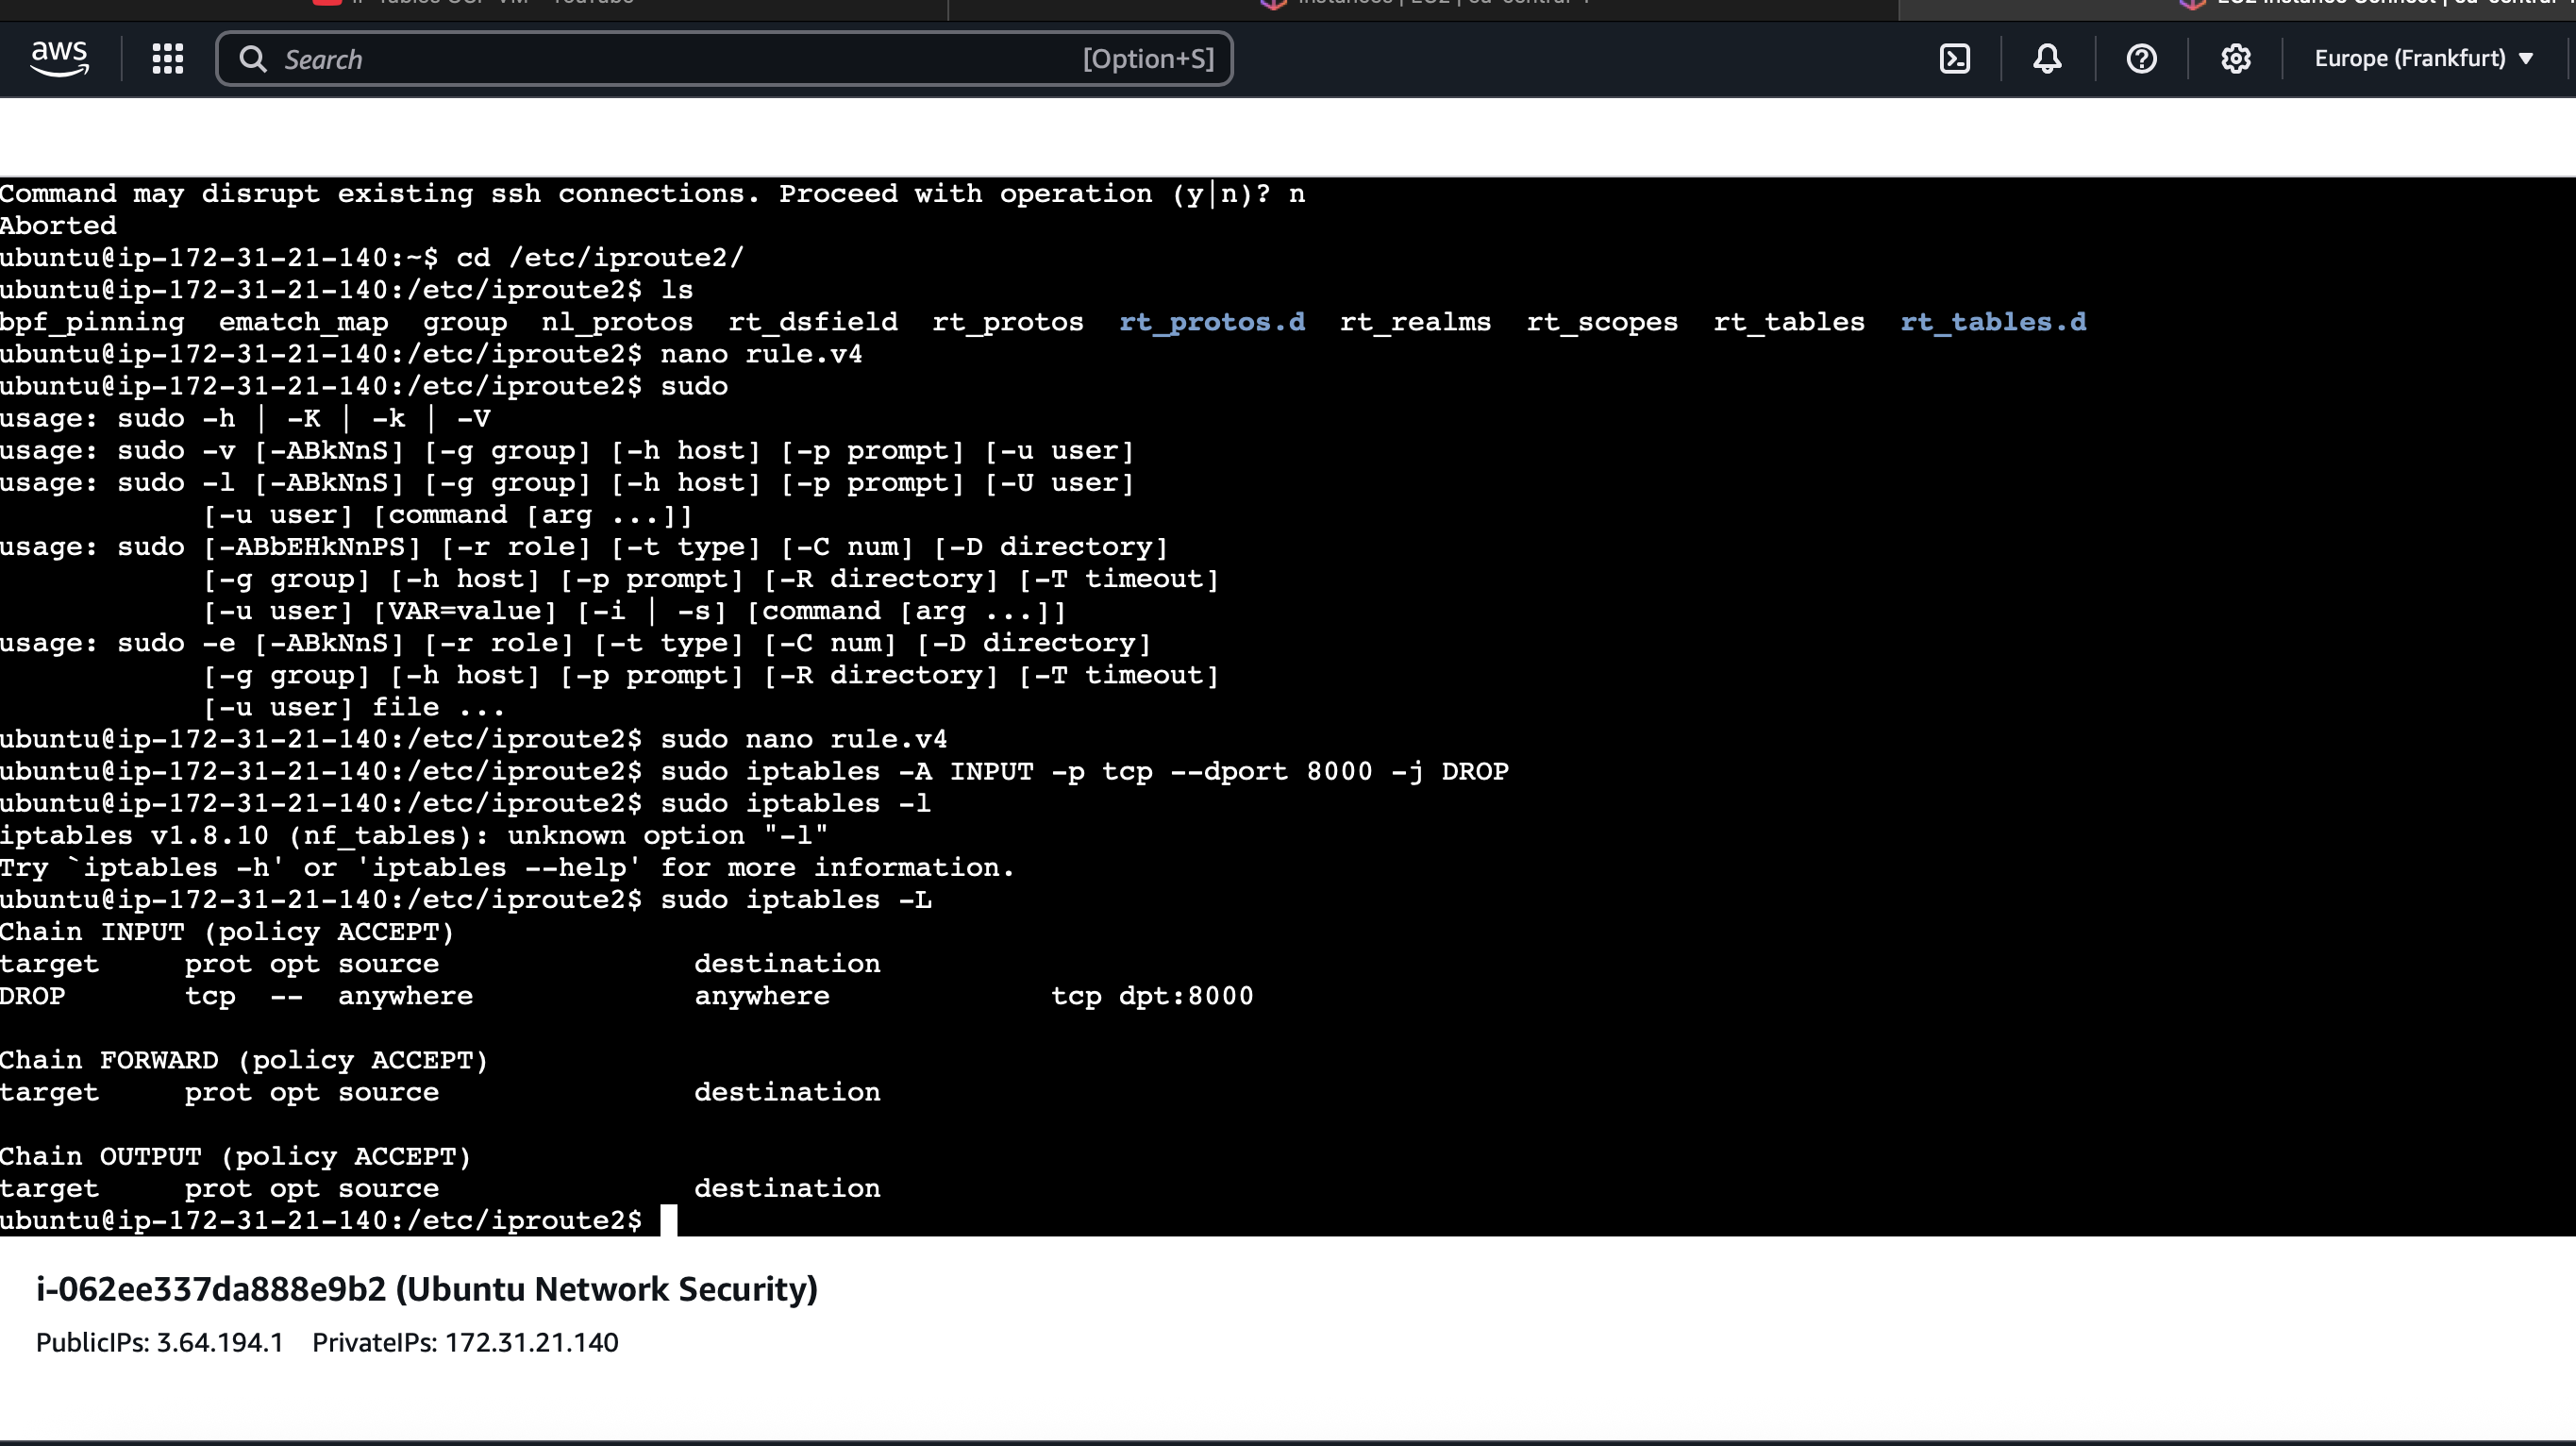 aws
Search [Option+S]
Europe (Frankfurt)
Command may disrupt existing ssh connections. Proceed with operation (y|n)? n
Aborted
ubuntu@ip-172-31-21-140:~$ cd /etc/iproute2/
ubuntu@ip-172-31-21-140:/etc/iproute2$ ls
bpf_pinning  ematch_map  group  nl_protos  rt_dsfield  rt_protos  rt_protos.d  rt_realms  rt_scopes  rt_tables  rt_tables.d
ubuntu@ip-172-31-21-140:/etc/iproute2$ nano rule.v4
ubuntu@ip-172-31-21-140:/etc/iproute2$ sudo
usage: sudo -h | -K | -k | -V
usage: sudo -v [-ABkNnS] [-g group] [-h host] [-p prompt] [-u user]
usage: sudo -l [-ABkNnS] [-g group] [-h host] [-p prompt] [-U user]
            [-u user] [command [arg ...]]
usage: sudo [-ABbEHkNnPS] [-r role] [-t type] [-C num] [-D directory]
            [-g group] [-h host] [-p prompt] [-R directory] [-T timeout]
            [-u user] [VAR=value] [-i | -s] [command [arg ...]]
usage: sudo -e [-ABkNnS] [-r role] [-t type] [-C num] [-D directory]
            [-g group] [-h host] [-p prompt] [-R directory] [-T timeout]
            [-u user] file ...
ubuntu@ip-172-31-21-140:/etc/iproute2$ sudo nano rule.v4
ubuntu@ip-172-31-21-140:/etc/iproute2$ sudo iptables -A INPUT -p tcp --dport 8000 -j DROP
ubuntu@ip-172-31-21-140:/etc/iproute2$ sudo iptables -l
iptables v1.8.10 (nf_tables): unknown option "-l"
Try `iptables -h' or 'iptables --help' for more information.
ubuntu@ip-172-31-21-140:/etc/iproute2$ sudo iptables -L
Chain INPUT (policy ACCEPT)
target     prot opt source               destination
DROP       tcp  --  anywhere             anywhere             tcp dpt:8000
Chain FORWARD (policy ACCEPT)
target     prot opt source               destination
Chain OUTPUT (policy ACCEPT)
target     prot opt source               destination
ubuntu@ip-172-31-21-140:/etc/iproute2$
i-062ee337da888e9b2 (Ubuntu Network Security)
PublicIPs: 3.64.194.1    PrivateIPs: 172.31.21.140